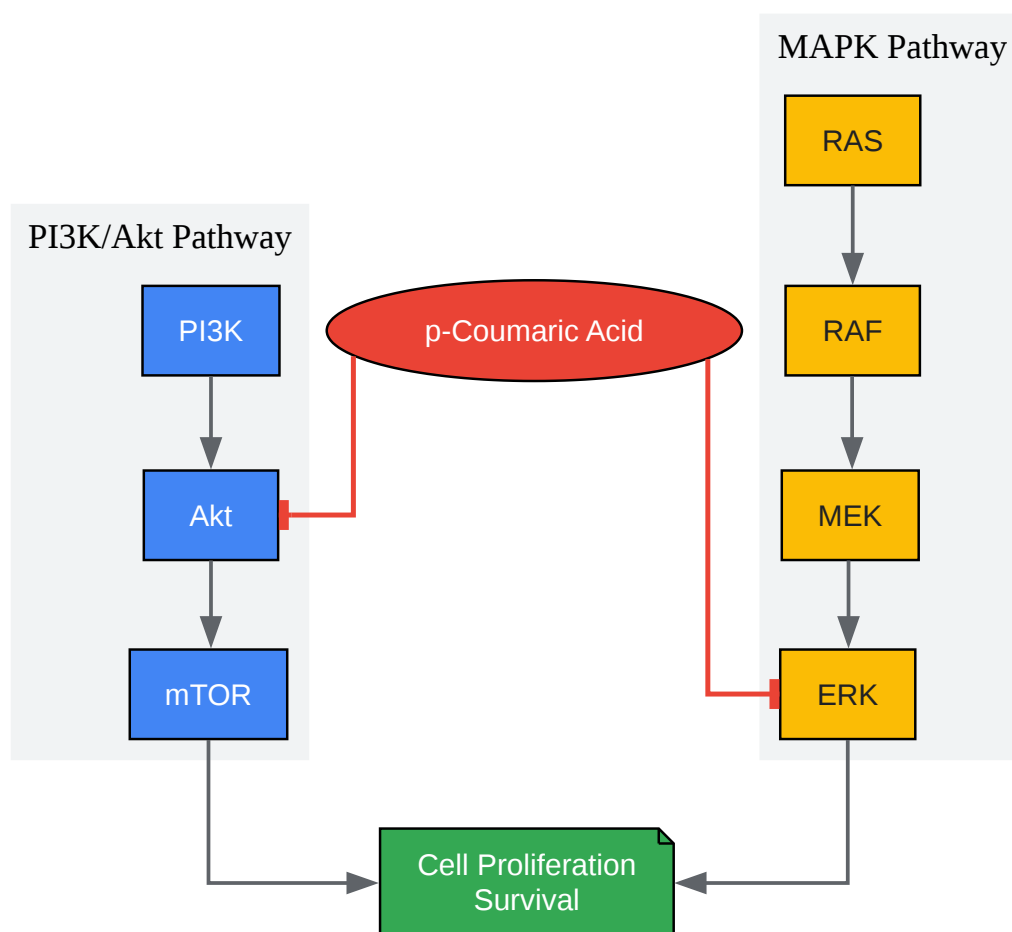 MAPK Pathway
RAS
PI3K/Akt Pathway
PI3K
p-Coumaric Acid
RAF
Akt
MEK
mTOR
ERK
Cell Proliferation
Survival